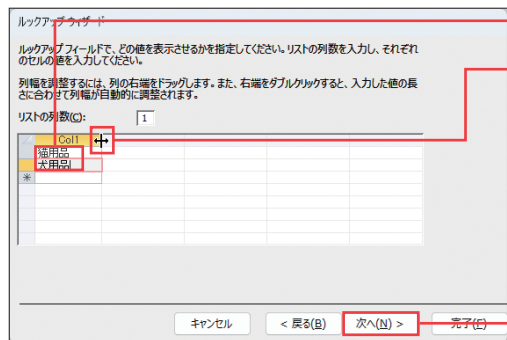 ルックアップ ウィザード
ルックアップ フィールドで、どの値を表示させるかを指定してください。リストの列数を入力し、それぞれ
のセルの値を入力してください。
列幅を調整するには、列の右端をドラッグします。また、右端をダブルクリックすると、入力した値の長
さに合わせて列幅が自動的に調整されます。
リストの列数(C): 1
Col1
猫用品
犬用品
*
キャンセル < 戻る(B) 次へ(N) > 完了(F)